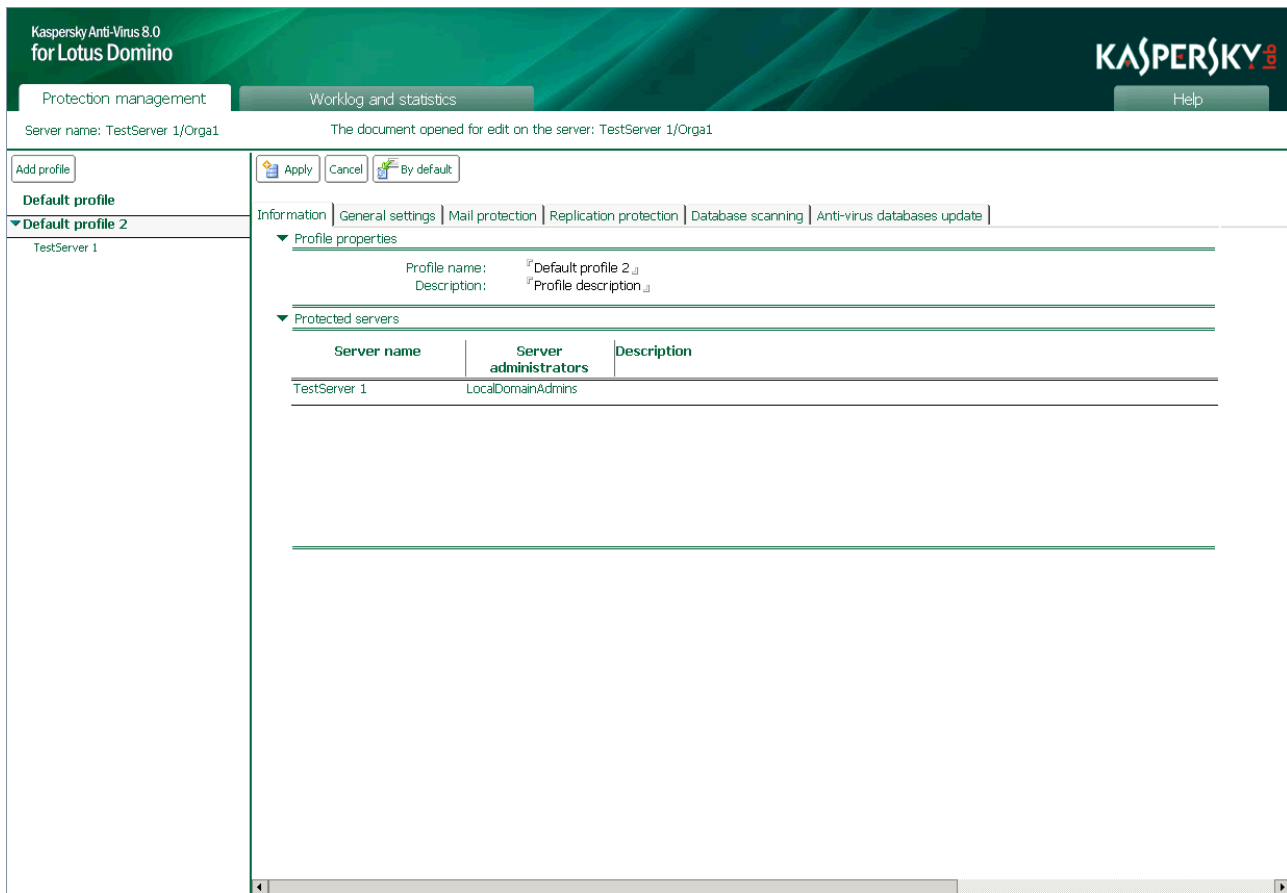 Kaspersky Anti-Virus 8.0
for Lotus Domino
KASPERSKY lab
Protection management
Worklog and statistics
Help
Server name: TestServer 1/Orga1
The document opened for edit on the server: TestServer 1/Orga1
Add profile
Default profile
Default profile 2
TestServer 1
Apply Cancel By default
Information General settings Mail protection Replication protection Database scanning Anti-virus databases update
Profile properties
Profile name: Default profile 2
Description: Profile description
Protected servers
Server name Server administrators Description
TestServer 1 LocalDomainAdmins